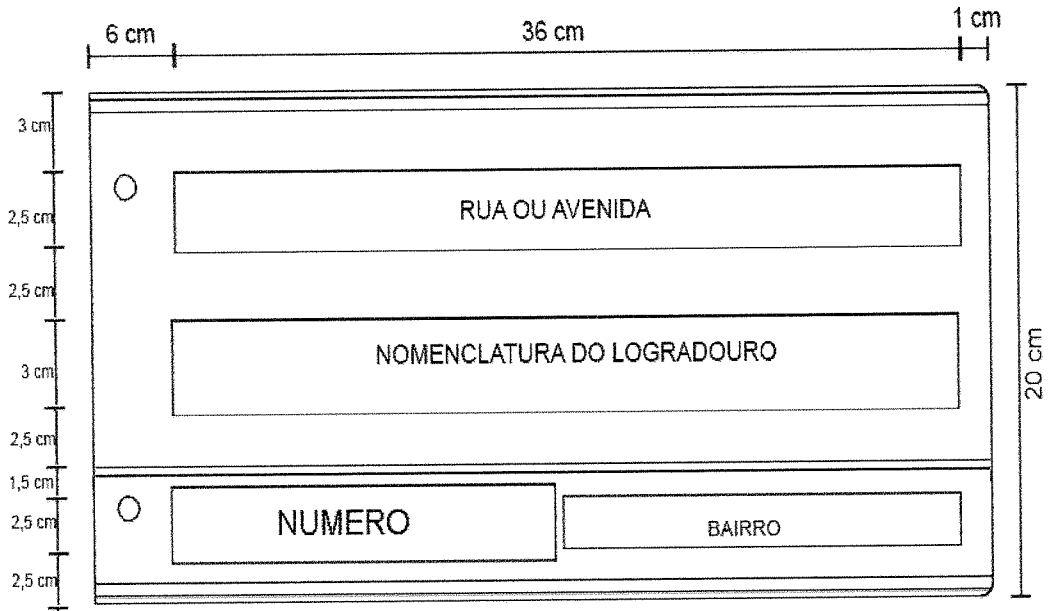 6 cm 36 cm 1 cm
3 cm
2,5 cm
RUA OU AVENIDA
2,5 cm
3 cm
NOMENCLATURA DO LOGRADOURO
20 cm
2,5 cm
1,5 cm
2,5 cm
NUMERO BAIRRO
2,5 cm